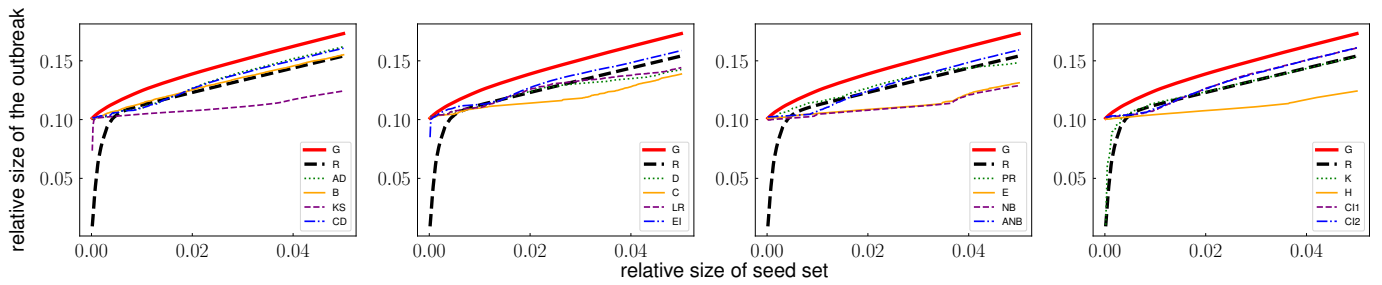 relative size of the outbreak
0.15
0.10
0.05
0.00
0.02
0.04
G
R
AD
B
KS
CD
0.15
0.10
0.05
0.00
0.02
0.04
G
R
D
C
LR
EI
0.15
0.10
0.05
0.00
0.02
0.04
G
R
PR
E
NB
ANB
0.15
0.10
0.05
0.00
0.02
0.04
G
R
K
H
CI1
CI2
relative size of seed set